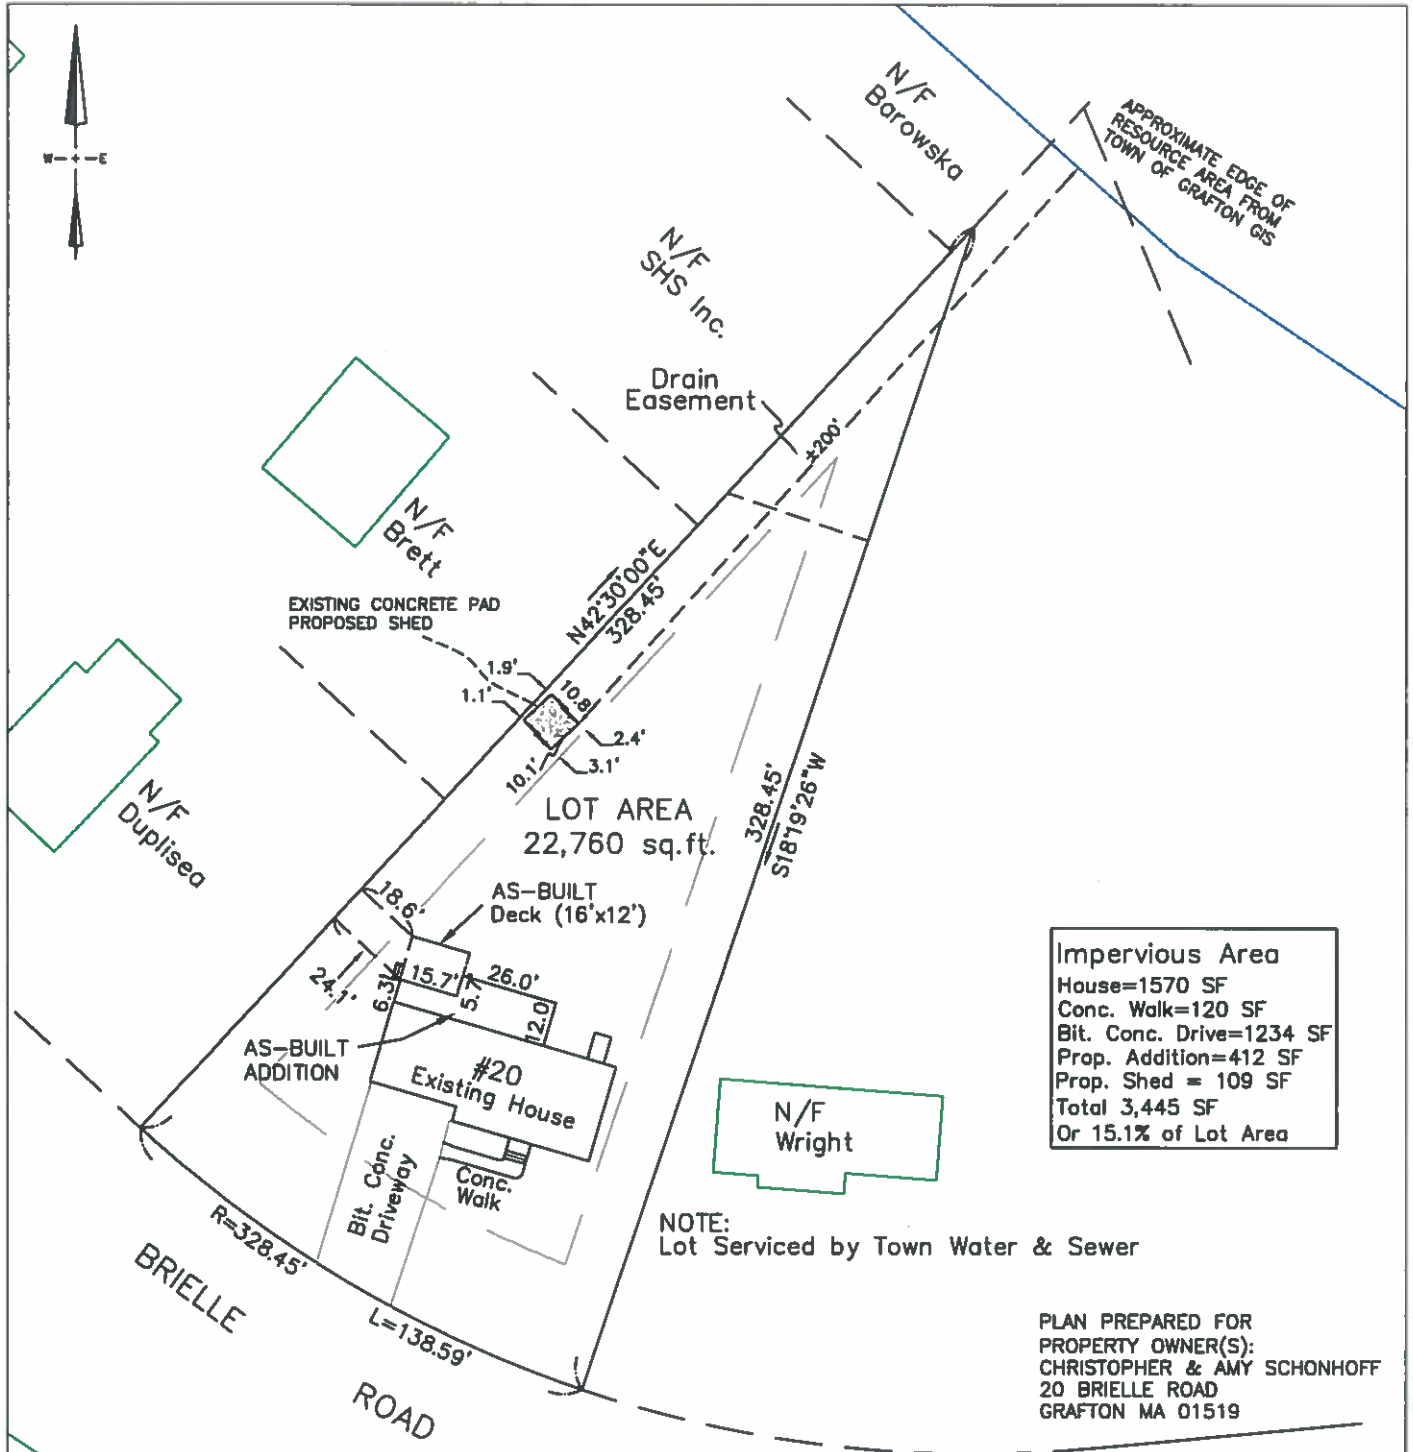 W
E
N/F
Barowska
APPROXIMATE EDGE OF
RESOURCE AREA FROM
TOWN OF GRAFTON GIS
N/F
SHS Inc.
Drain
Easement
±200'
N/F
Brett
N42°30'00"E
328.45'
EXISTING CONCRETE PAD
PROPOSED SHED
1.9'
1.1'
10.8
2.4'
3.1'
10.1'
N/F
Duplisea
LOT AREA
22,760 sq.ft.
328.45'
S18°19'26"W
18.6'
AS-BUILT
Deck (16'x12')
24.1'
6.3'
15.7'
5.7
26.0'
12.0
AS-BUILT
ADDITION
#20
Existing House
Impervious Area
House=1570 SF
Conc. Walk=120 SF
Bit. Conc. Drive=1234 SF
Prop. Addition=412 SF
Prop. Shed = 109 SF
Total 3,445 SF
Or 15.1% of Lot Area
N/F
Wright
Bit. Conc.
Driveway
Conc.
Walk
NOTE:
Lot Serviced by Town Water & Sewer
R=328.45'
L=138.59'
BRIELLE
ROAD
PLAN PREPARED FOR
PROPERTY OWNER(S):
CHRISTOPHER & AMY SCHONHOFF
20 BRIELLE ROAD
GRAFTON MA 01519